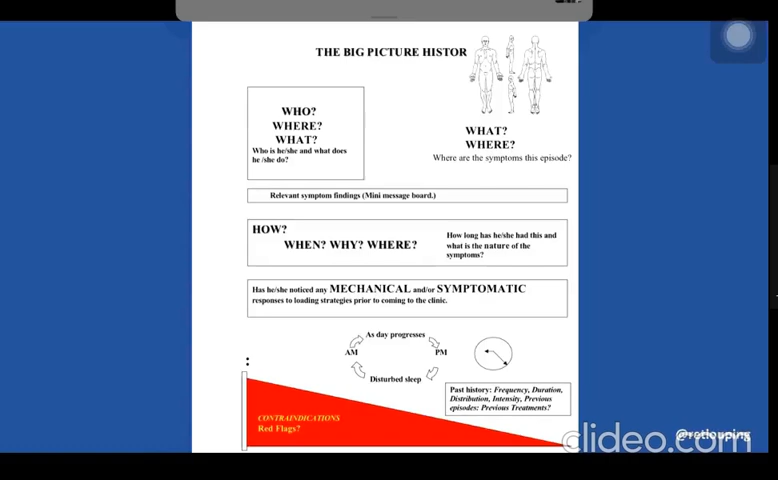 THE BIG PICTURE HISTOR
WHO?
WHERE?
WHAT?
Who is he/she and what does
he /she do?
WHAT?
WHERE?
Where are the symptoms this episode?
Relevant symptom findings (Mini message board.)
HOW?
WHEN? WHY? WHERE?
How long has he/she had this and
what is the nature of the
symptoms?
Has he/she noticed any MECHANICAL and/or SYMPTOMATIC
responses to loading strategies prior to coming to the clinic.
As day progresses
AM
PM
:
Disturbed sleep
Past history: Frequency, Duration,
Distribution, Intensity, Previous
episodes: Previous Treatments?
CONTRAINDICATIONS
Red Flags?
clideo.com